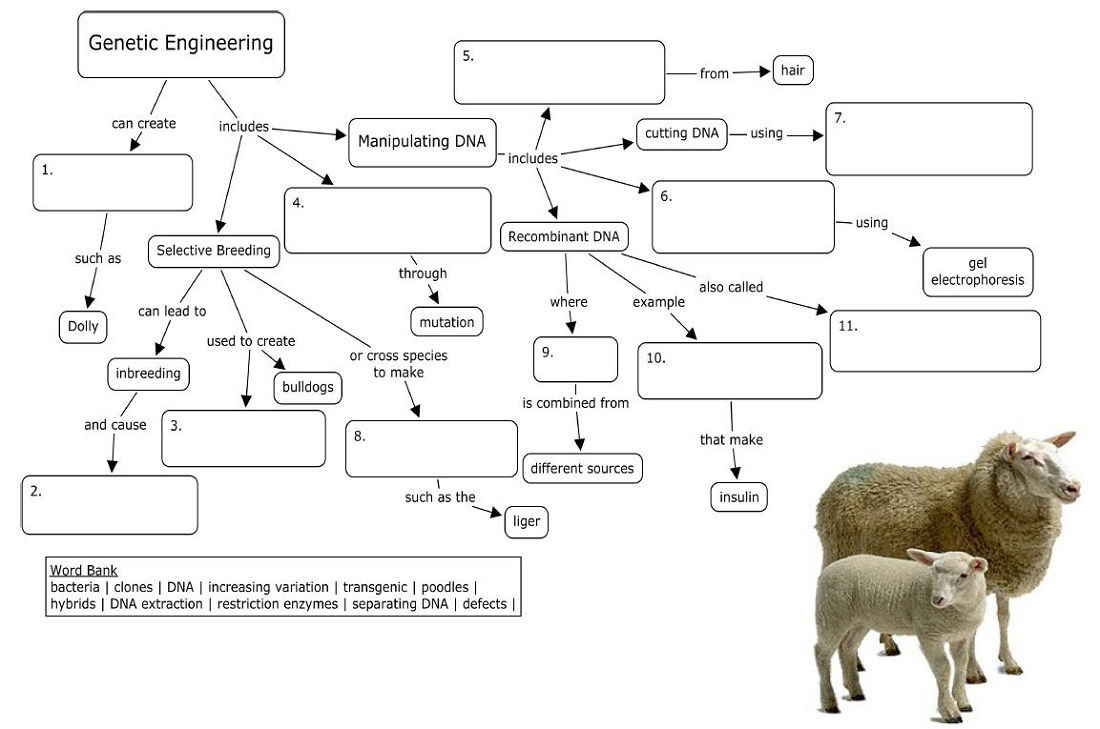 Genetic Engineering
can create
includes
1.
such as
Dolly
Selective Breeding
can lead to
inbreeding
and cause
2.
used to create
3.
bulldogs
or cross species
to make
8.
such as the
liger
4.
through
mutation
Manipulating DNA
includes
5.
from
hair
cutting DNA
using
7.
6.
using
gel
electrophoresis
Recombinant DNA
where
9.
is combined from
different sources
example
10.
that make
insulin
also called
11.
Word Bank
bacteria | clones | DNA | increasing variation | transgenic | poodles |
hybrids | DNA extraction | restriction enzymes | separating DNA | defects |